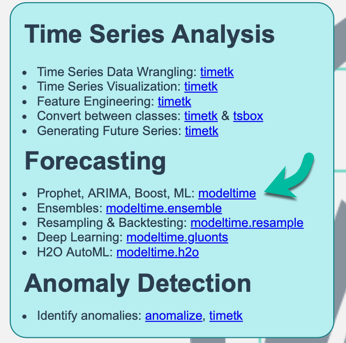 Time Series Analysis
• Time Series Data Wrangling: timetk
• Time Series Visualization: timetk
• Feature Engineering: timetk
• Convert between classes: timetk & tsbox
• Generating Future Series: timetk
Forecasting
• Prophet, ARIMA, Boost, ML: modeltime
• Ensembles: modeltime.ensemble
• Resampling & Backtesting: modeltime.resample
• Deep Learning: modeltime.gluonts
• H2O AutoML: modeltime.h2o
Anomaly Detection
• Identify anomalies: anomalize, timetk